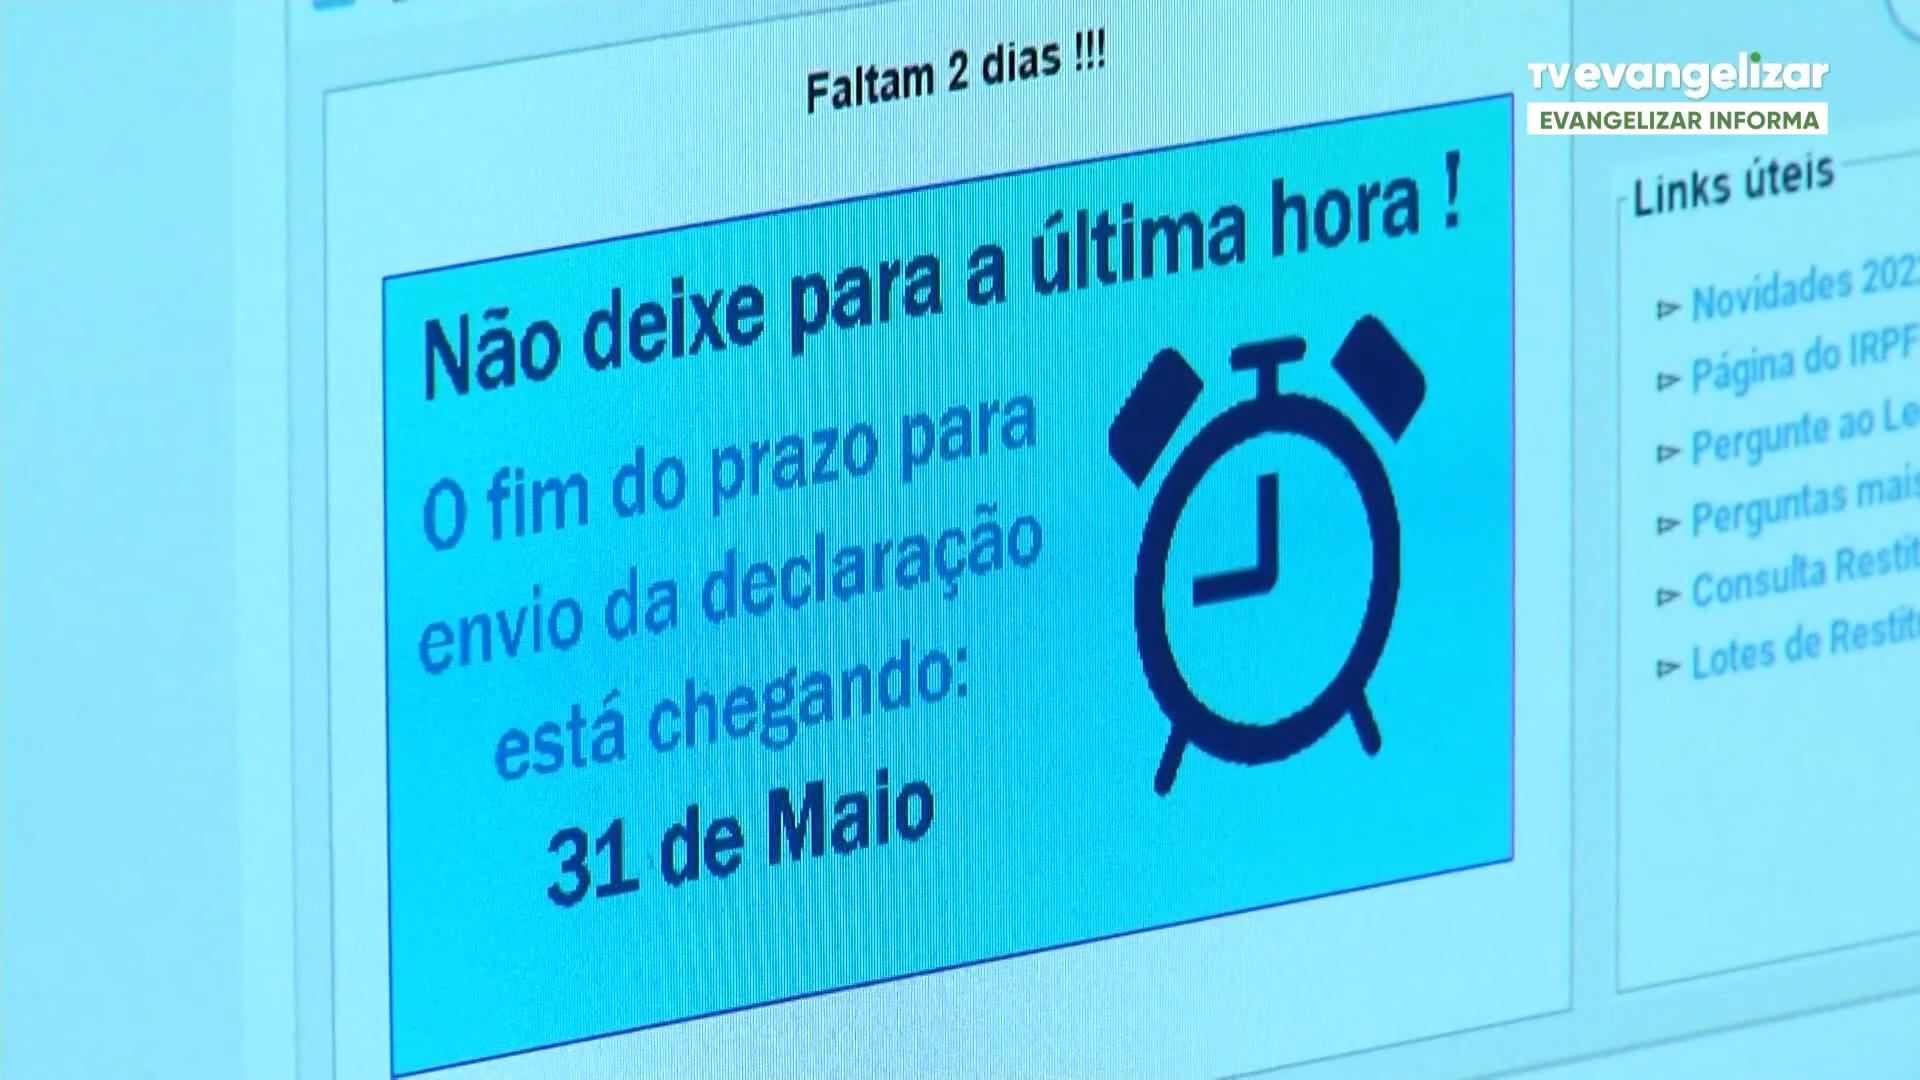 Faltam 2 dias !!!
TV evangelizar
EVANGELIZAR INFORMA
Não deixe para a última hora !
O fim do prazo para
envio da declaração
está chegando:
31 de Maio
Links úteis
Novidades
Página do IRPF
Pergunte ao
Perguntas
Consulta
Lotes de